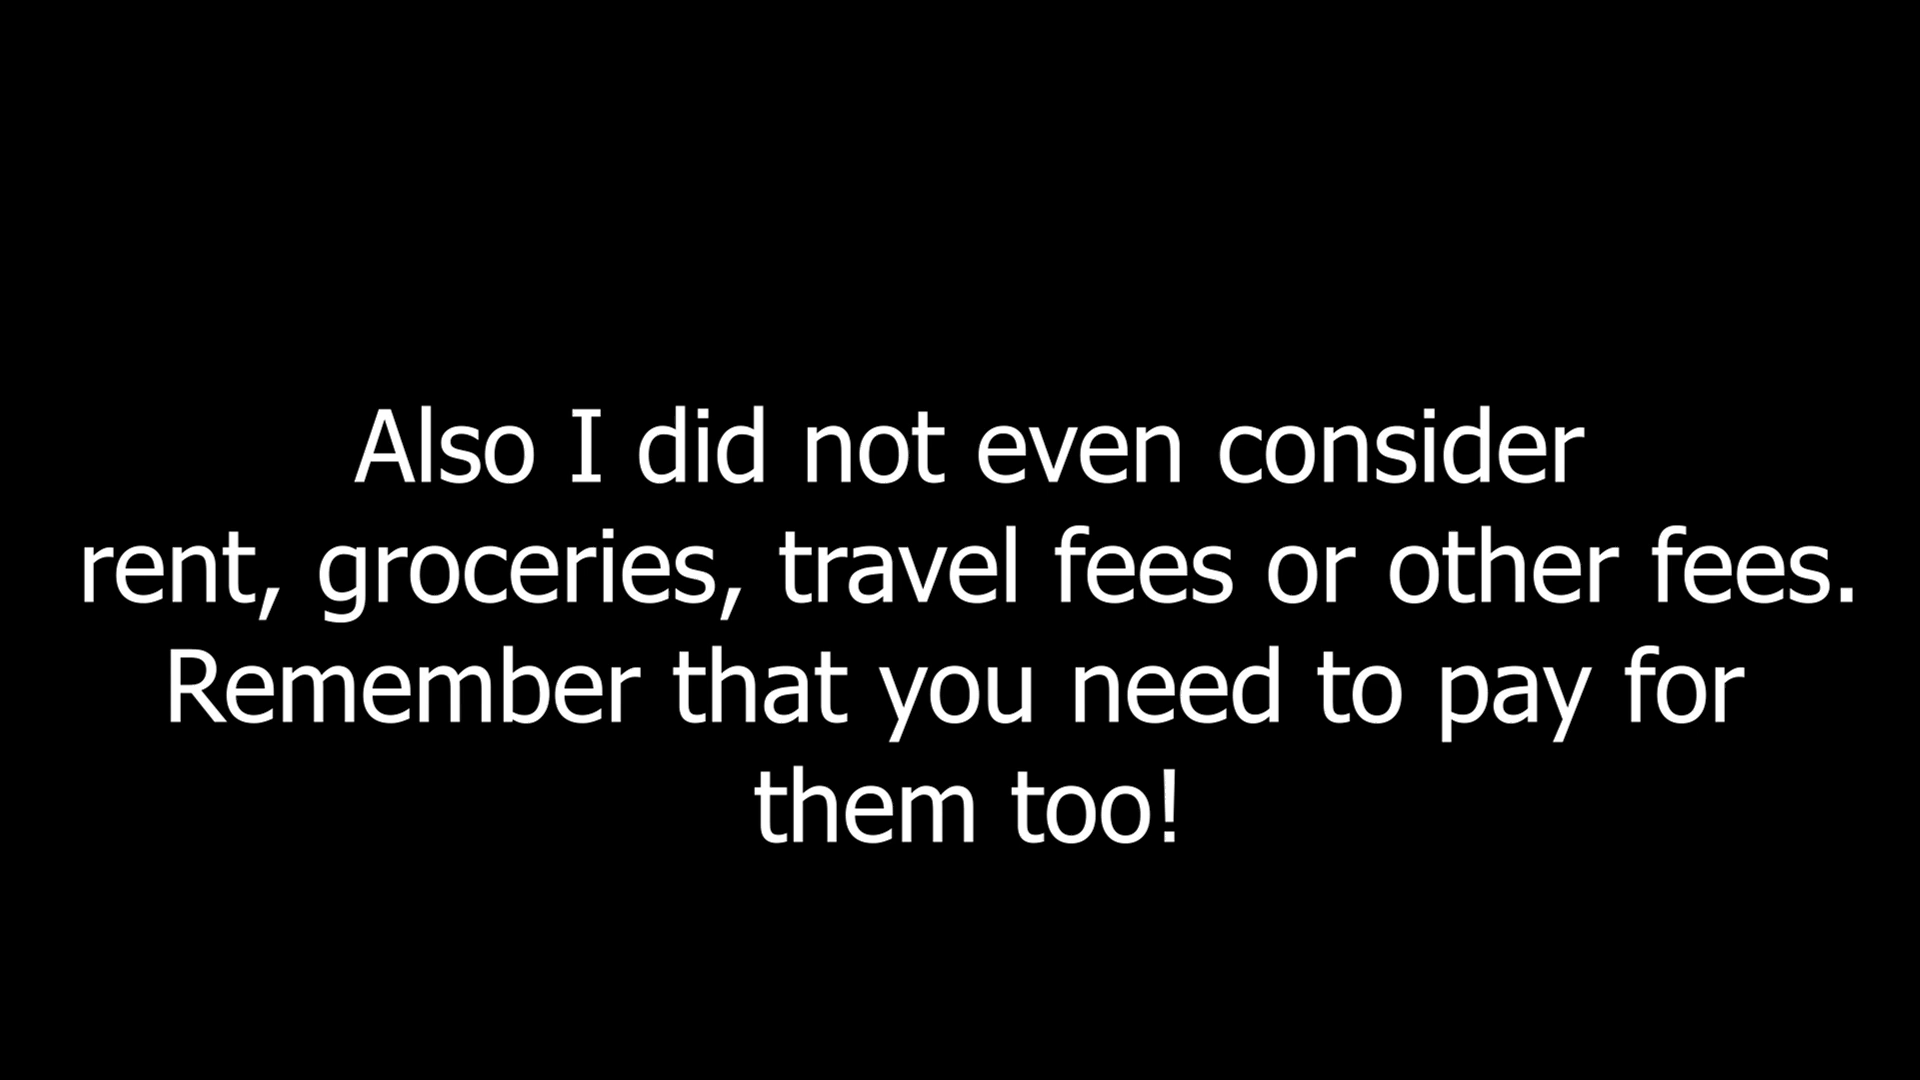 Also I did not even consider
rent, groceries, travel fees or other fees.
Remember that you need to pay for
them too!